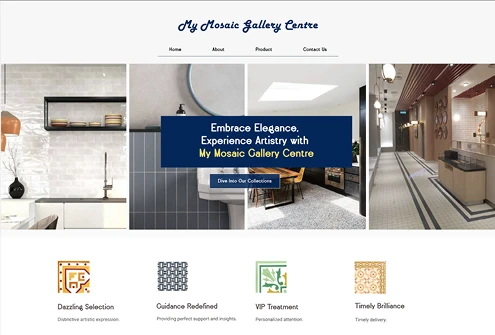 My Mosaic Gallery Centre
Home About Product Contact Us
Embrace Elegance,
Experience Artistry with
My Mosaic Gallery Centre
Dive Into Our Collections
Dazzling Selection
Distinctive artistic expression.
Guidance Redefined
Providing perfect support and insights.
VIP Treatment
Personalized attention.
Timely Brilliance
Timely delivery.